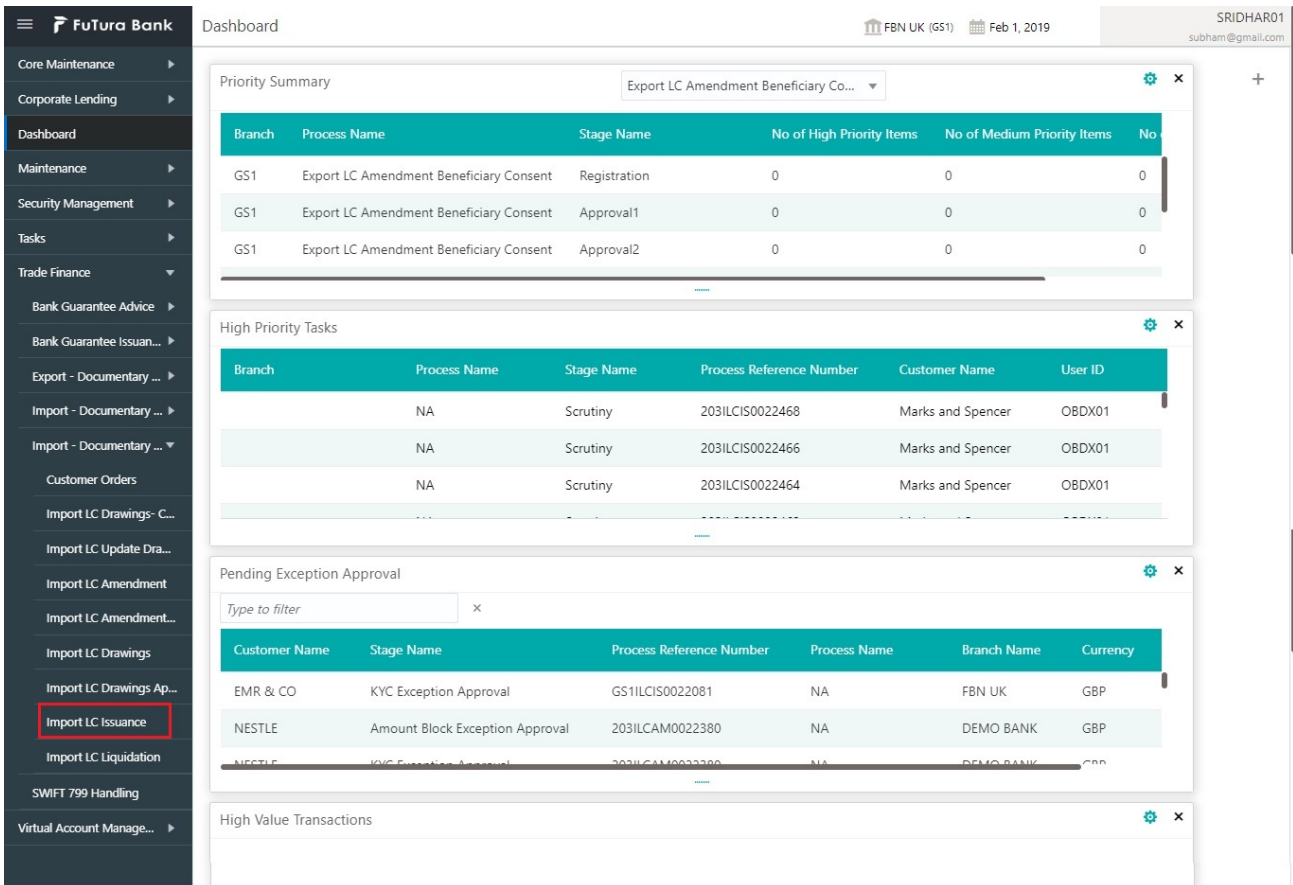 FuTura Bank
Dashboard
FBN UK (GS1)
Feb 1, 2019
SRIDHAR01
subham@gmail.com
Core Maintenance
Corporate Lending
Dashboard
Maintenance
Security Management
Tasks
Trade Finance
Bank Guarantee Advice
Bank Guarantee Issuan...
Export - Documentary ...
Import - Documentary ...
Import - Documentary ...
Customer Orders
Import LC Drawings- C...
Import LC Update Dra...
Import LC Amendment
Import LC Amendment...
Import LC Drawings
Import LC Drawings Ap...
Import LC Issuance
Import LC Liquidation
SWIFT 799 Handling
Virtual Account Manage...
Priority Summary
Export LC Amendment Beneficiary Co...
Branch Process Name Stage Name No of High Priority Items No of Medium Priority Items No
GS1 Export LC Amendment Beneficiary Consent Registration 0 0 0
GS1 Export LC Amendment Beneficiary Consent Approval1 0 0 0
GS1 Export LC Amendment Beneficiary Consent Approval2 0 0 0
High Priority Tasks
Branch Process Name Stage Name Process Reference Number Customer Name User ID
NA Scrutiny 203ILCIS0022468 Marks and Spencer OBDX01
NA Scrutiny 203ILCIS0022466 Marks and Spencer OBDX01
NA Scrutiny 203ILCIS0022464 Marks and Spencer OBDX01
Pending Exception Approval
Type to filter
Customer Name Stage Name Process Reference Number Process Name Branch Name Currency
EMR & CO KYC Exception Approval GS1ILCIS0022081 NA FBN UK GBP
NESTLE Amount Block Exception Approval 203ILCAM0022380 NA DEMO BANK GBP
High Value Transactions